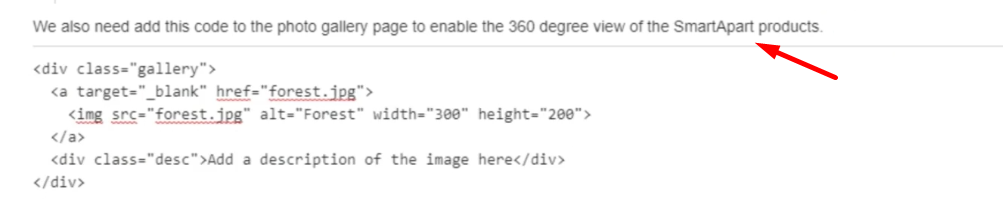 We also need add this code to the photo gallery page to enable the 360 degree view of the SmartApart products.
<div class="gallery">
<a target="_blank" href="forest.jpg">
<img src="forest.jpg" alt="Forest" width="300" height="200">
</a>
<div class="desc">Add a description of the image here</div>
</div>